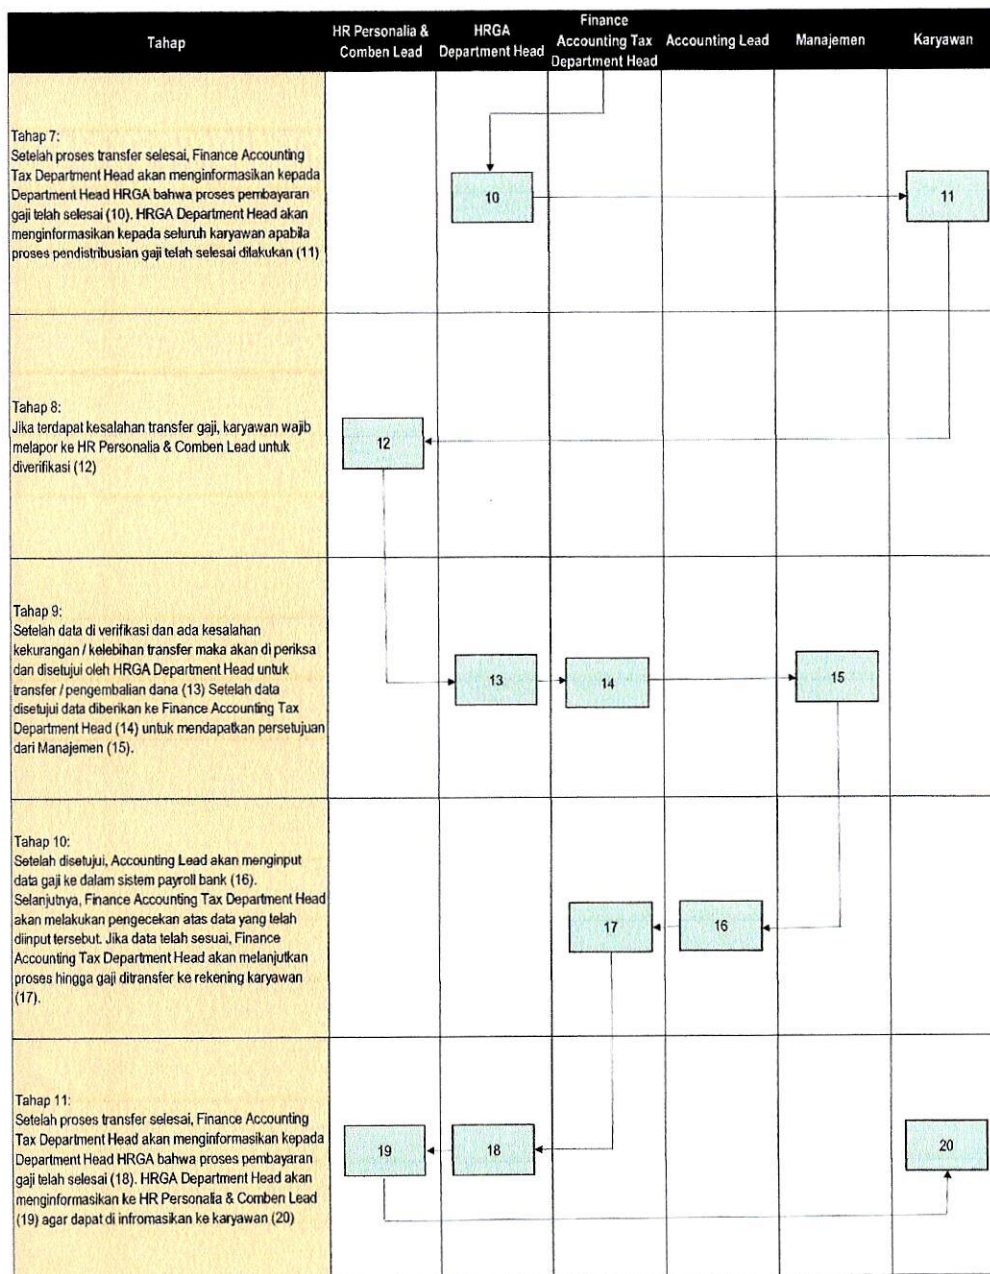 Tahap
HR Personalia &
Comben Lead
HRGA
Department Head
Finance
Accounting Tax
Department Head
Accounting Lead
Manajemen
Karyawan
Tahap 7:
Setelah proses transfer selesai, Finance Accounting
Tax Department Head akan menginformasikan kepada
Department Head HRGA bahwa proses pembayaran
gaji telah selesai (10). HRGA Department Head akan
menginformasikan kepada seluruh karyawan apabila
proses pendistribusian gaji telah selesai dilakukan (11)
10
11
Tahap 8:
Jika terdapat kesalahan transfer gaji, karyawan wajib
melapor ke HR Personalia & Comben Lead untuk
diverifikasi (12)
12
Tahap 9:
Setelah data di verifikasi dan ada kesalahan
kekurangan / kelebihan transfer maka akan di periksa
dan disetujui oleh HRGA Department Head untuk
transfer / pengembalian dana (13) Setelah data
disetujui data diberikan ke Finance Accounting Tax
Department Head (14) untuk mendapatkan persetujuan
dari Manajemen (15).
13
14
15
Tahap 10:
Setelah disetujui, Accounting Lead akan menginput
data gaji ke dalam sistem payroll bank (16).
Selanjutnya, Finance Accounting Tax Department Head
akan melakukan pengecekan atas data yang telah
diinput tersebut. Jika data telah sesuai, Finance
Accounting Tax Department Head akan melanjutkan
proses hingga gaji ditransfer ke rekening karyawan
(17).
17
16
Tahap 11:
Setelah proses transfer selesai, Finance Accounting
Tax Department Head akan menginformasikan kepada
Department Head HRGA bahwa proses pembayaran
gaji telah selesai (18). HRGA Department Head akan
menginformasikan ke HR Personalia & Comben Lead
(19) agar dapat di infromasikan ke karyawan (20)
19
18
20